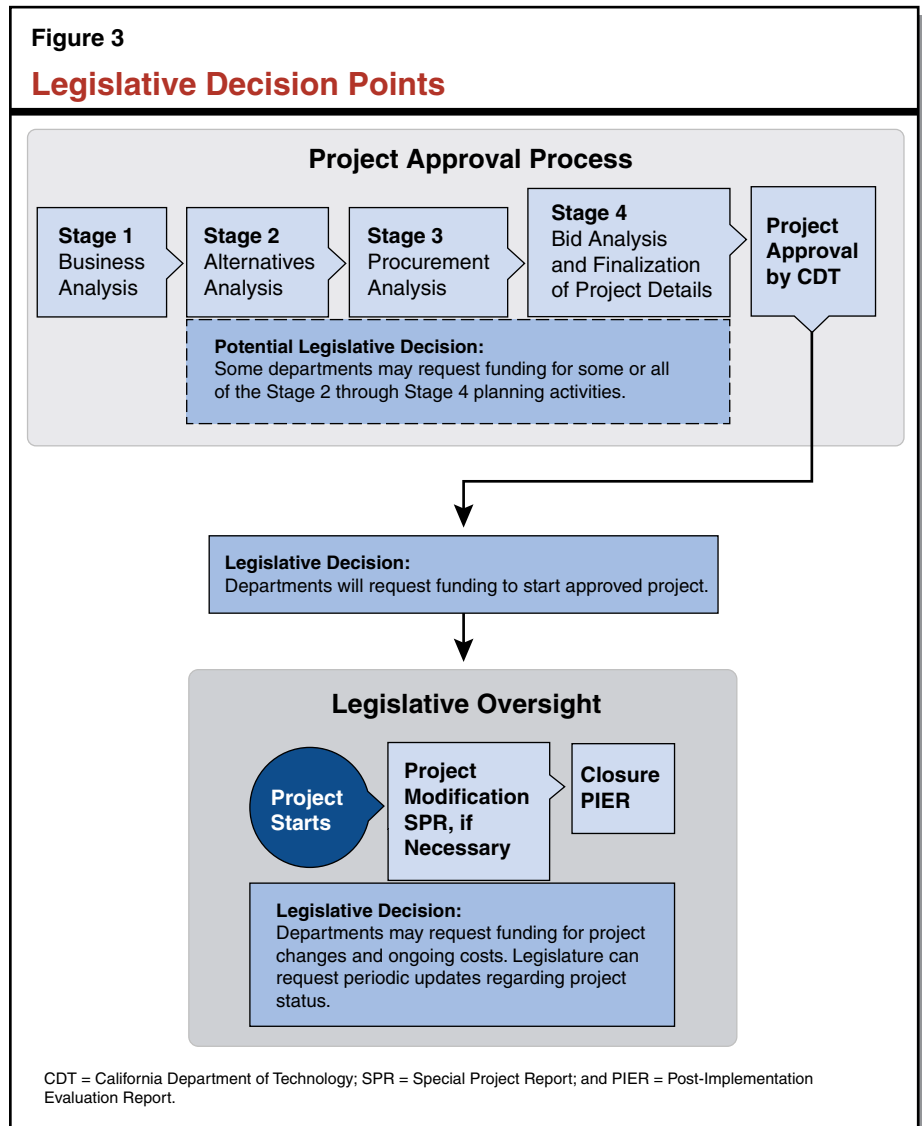 Figure 3
Legislative Decision Points
Project Approval Process
Stage 1
Business
Analysis
Stage 2
Alternatives
Analysis
Stage 3
Procurement
Analysis
Stage 4
Bid Analysis
and Finalization
of Project Details
Project
Approval
by CDT
Potential Legislative Decision:
Some departments may request funding for some or all
of the Stage 2 through Stage 4 planning activities.
Legislative Decision:
Departments will request funding to start approved project.
Legislative Oversight
Project
Starts
Project
Modification
SPR, if
Necessary
Closure
PIER
Legislative Decision:
Departments may request funding for project
changes and ongoing costs. Legislature can
request periodic updates regarding project
status.
CDT = California Department of Technology; SPR = Special Project Report; and PIER = Post-Implementation
Evaluation Report.